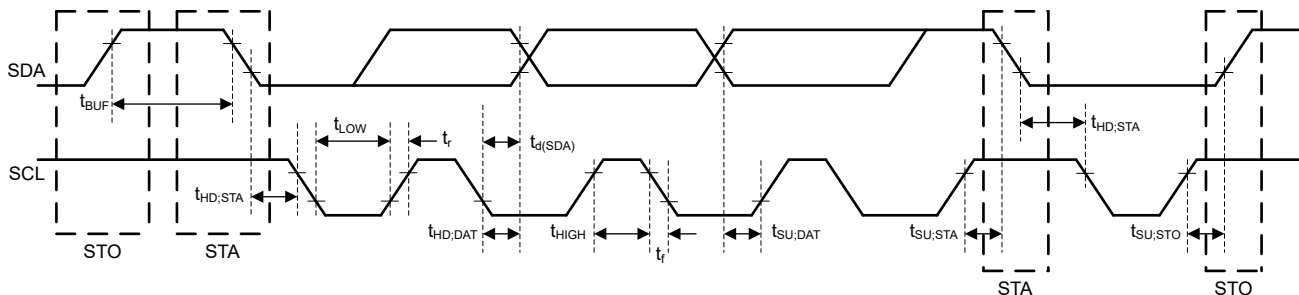 SDA
t_BUF
t_LOW
t_r
t_d(SDA)
t_HD;STA
SCL
t_HD;STA
t_HD;DAT
t_HIGH
t_f
t_SU;DAT
t_SU;STA
t_SU;STO
STO
STA
STA
STO